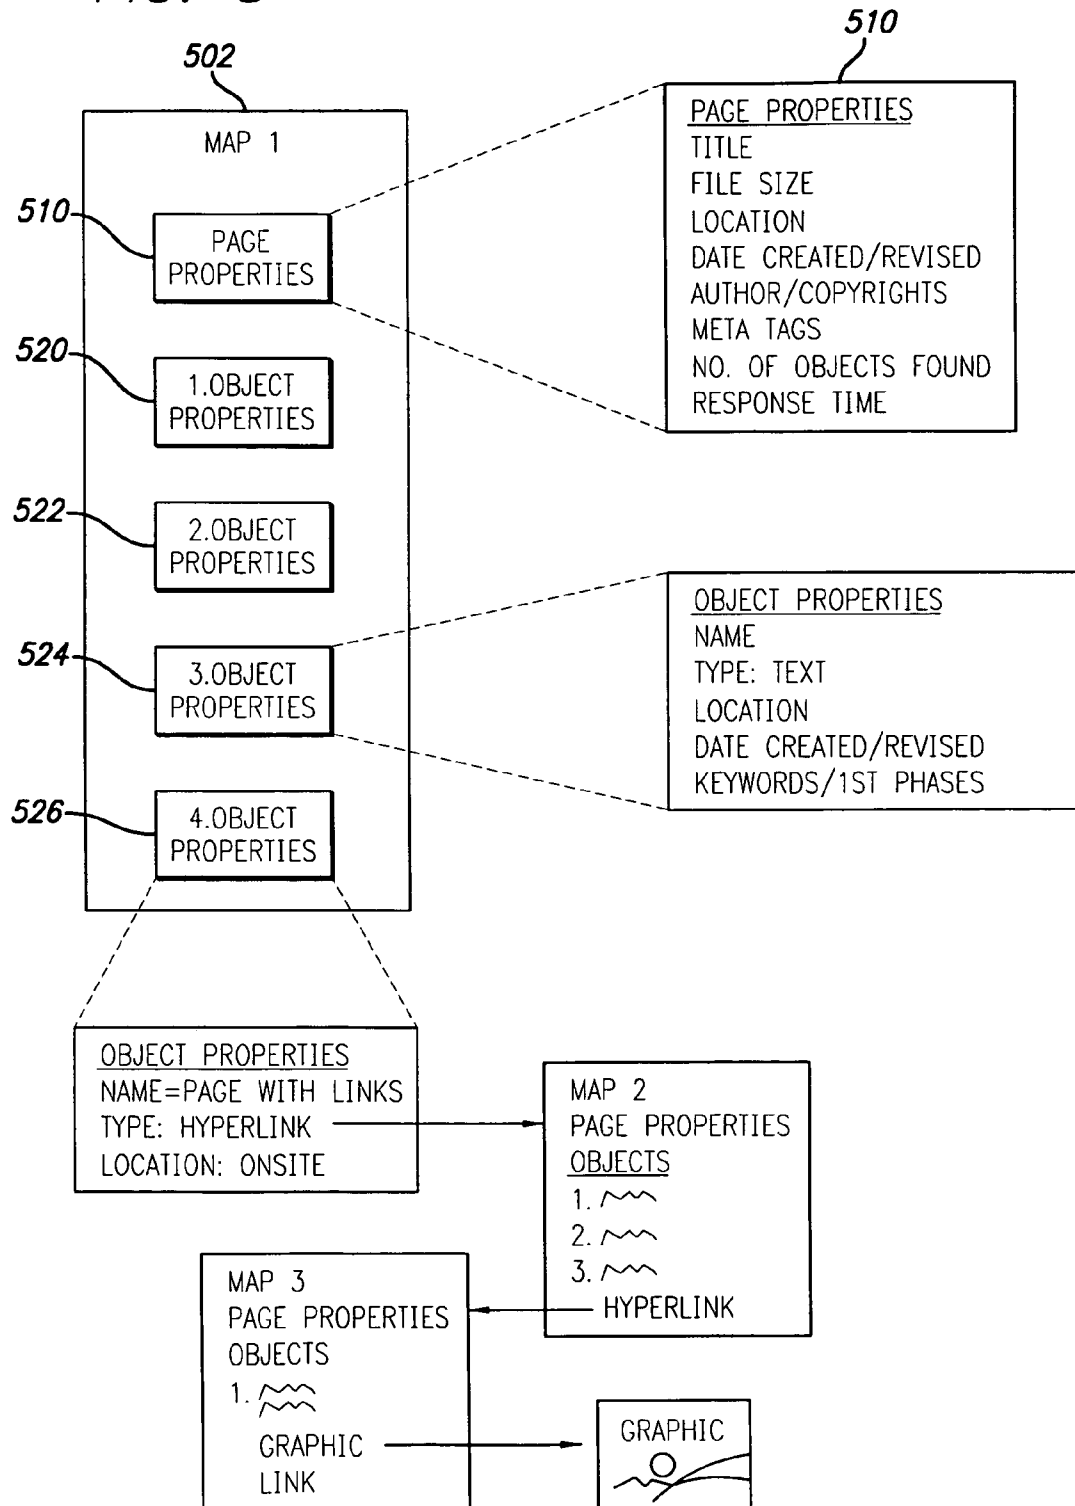 502
MAP 1
510
PAGE
PROPERTIES
520
1.OBJECT
PROPERTIES
522
2.OBJECT
PROPERTIES
524
3.OBJECT
PROPERTIES
526
4.OBJECT
PROPERTIES
510
PAGE PROPERTIES
TITLE
FILE SIZE
LOCATION
DATE CREATED/REVISED
AUTHOR/COPYRIGHTS
META TAGS
NO. OF OBJECTS FOUND
RESPONSE TIME
OBJECT PROPERTIES
NAME
TYPE: TEXT
LOCATION
DATE CREATED/REVISED
KEYWORDS/1ST PHASES
OBJECT PROPERTIES
NAME=PAGE WITH LINKS
TYPE: HYPERLINK
LOCATION: ONSITE
MAP 2
PAGE PROPERTIES
OBJECTS
1.
2.
3.
HYPERLINK
MAP 3
PAGE PROPERTIES
OBJECTS
1.
GRAPHIC
LINK
GRAPHIC